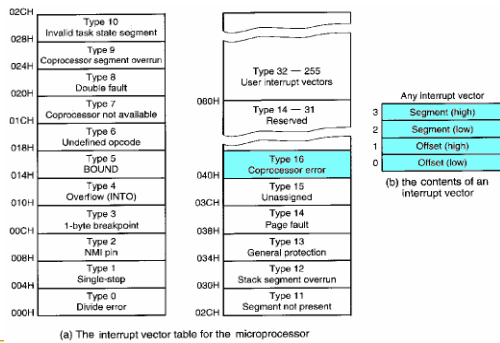 02CH
Type 10
Invalid task state segment
028H
Type 9
Coprocessor segment overrun
024H
Type 8
Double fault
020H
Type 7
Coprocessor not available
01CH
Type 6
Undefined opcode
018H
Type 5
BOUND
014H
Type 4
Overflow (INTO)
010H
Type 3
1-byte breakpoint
00CH
Type 2
NMI pin
008H
Type 1
Single-step
004H
Type 0
Divide error
000H
Type 32 — 255
User interrupt vectors
080H
Type 14 — 31
Reserved
Type 16
Coprocessor error
040H
Type 15
Unassigned
03CH
Type 14
Page fault
038H
Type 13
General protection
034H
Type 12
Stack segment overrun
030H
Type 11
Segment not present
02CH
Any interrupt vector
3 Segment (high)
2 Segment (low)
1 Offset (high)
0 Offset (low)
(b) the contents of an
interrupt vector
(a) The interrupt vector table for the microprocessor